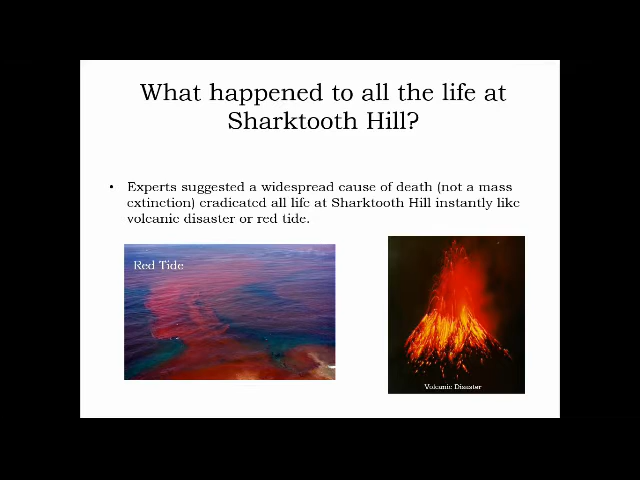 What happened to all the life at
Sharktooth Hill?
• Experts suggested a widespread cause of death (not a mass
extinction) eradicated all life at Sharktooth Hill instantly like
volcanic disaster or red tide.
Red Tide
Volcanic Disaster